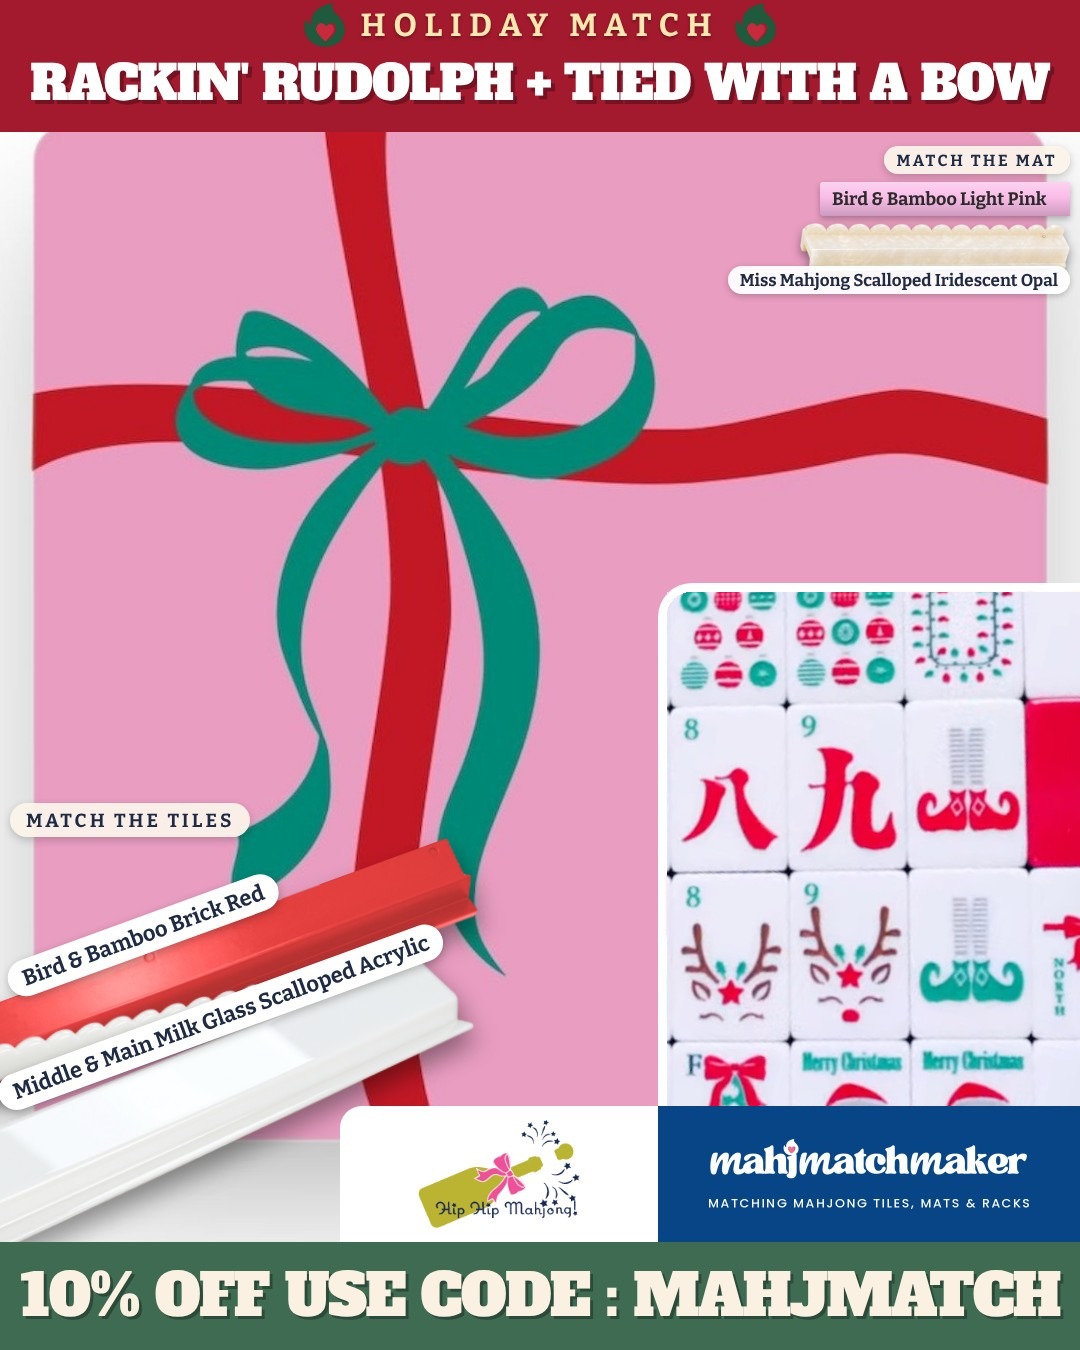 HOLIDAY MATCH
RACKIN' RUDOLPH + TIED WITH A BOW
MATCH THE MAT
Bird & Bamboo Light Pink
Miss Mahjong Scalloped Iridescent Opal
MATCH THE TILES
Bird & Bamboo Brick Red
Middle & Main Milk Glass Scalloped Acrylic
8
八
9
九
8
9
NORTH
F
Merry Christmas
Merry Christmas
Hip Hip Mahjong!
mahjmatchmaker
MATCHING MAHJONG TILES, MATS & RACKS
10% OFF USE CODE : MAHJMATCH